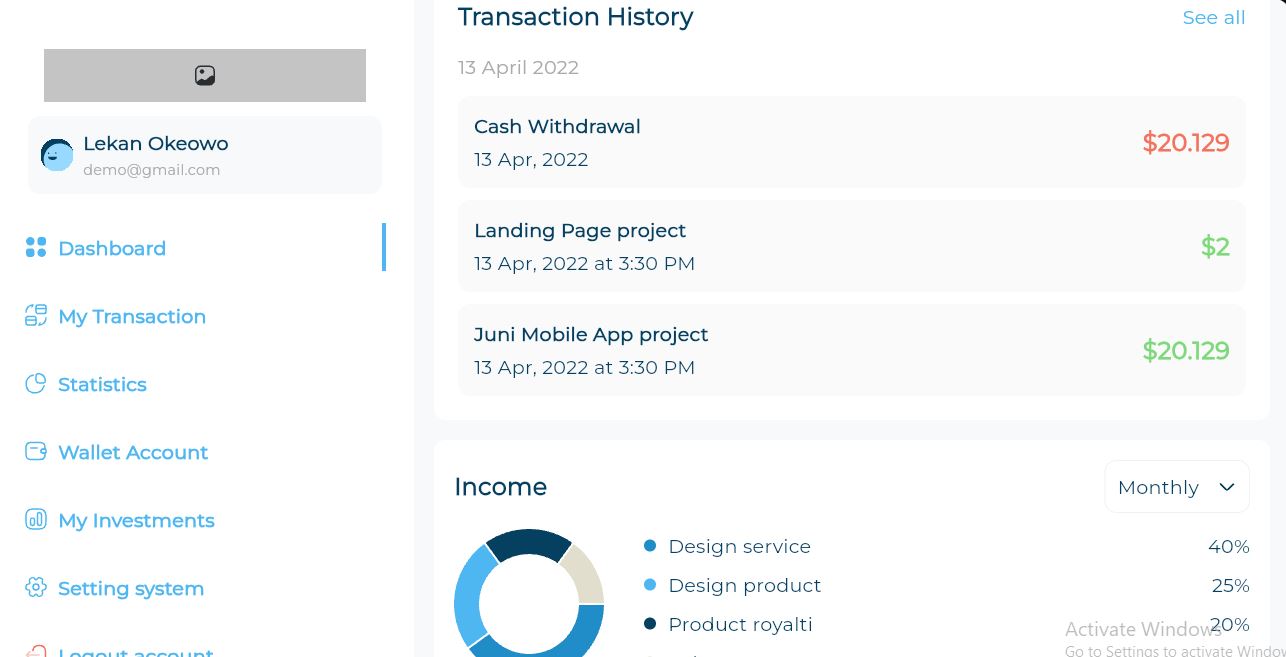 Lekan Okeowo
demo@gmail.com
Dashboard
My Transaction
Statistics
Wallet Account
My Investments
Setting system
Logout account
Transaction History
See all
13 April 2022
Cash Withdrawal
13 Apr, 2022
$20.129
Landing Page project
13 Apr, 2022 at 3:30 PM
$2
Juni Mobile App project
13 Apr, 2022 at 3:30 PM
$20.129
Income
Monthly
Design service 40%
Design product 25%
Product royalti 20%
Activate Windows
Go to Settings to activate Windo